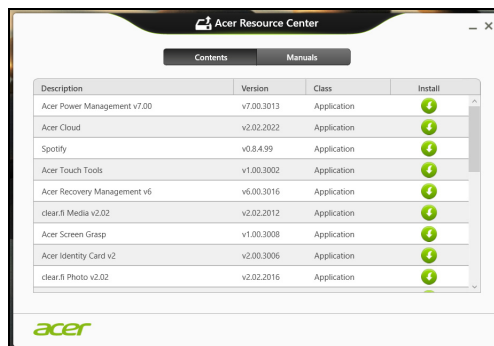 Acer Resource Center
Contents Manuals
Description Version Class Install
Acer Power Management v7.00 v7.00.3013 Application
Acer Cloud v2.02.2022 Application
Spotify v0.8.4.99 Application
Acer Touch Tools v1.00.3002 Application
Acer Recovery Management v6 v6.00.3016 Application
clear.fi Media v2.02 v2.02.2012 Application
Acer Screen Grasp v1.00.3008 Application
Acer Identity Card v2 v2.00.3006 Application
clear.fi Photo v2.02 v2.02.2016 Application
acer